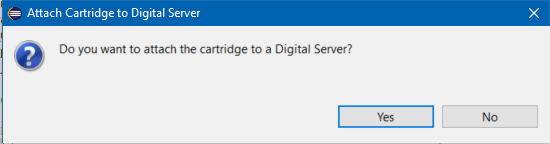 Attach Cartridge to Digital Server
Do you want to attach the cartridge to a Digital Server?
Yes No